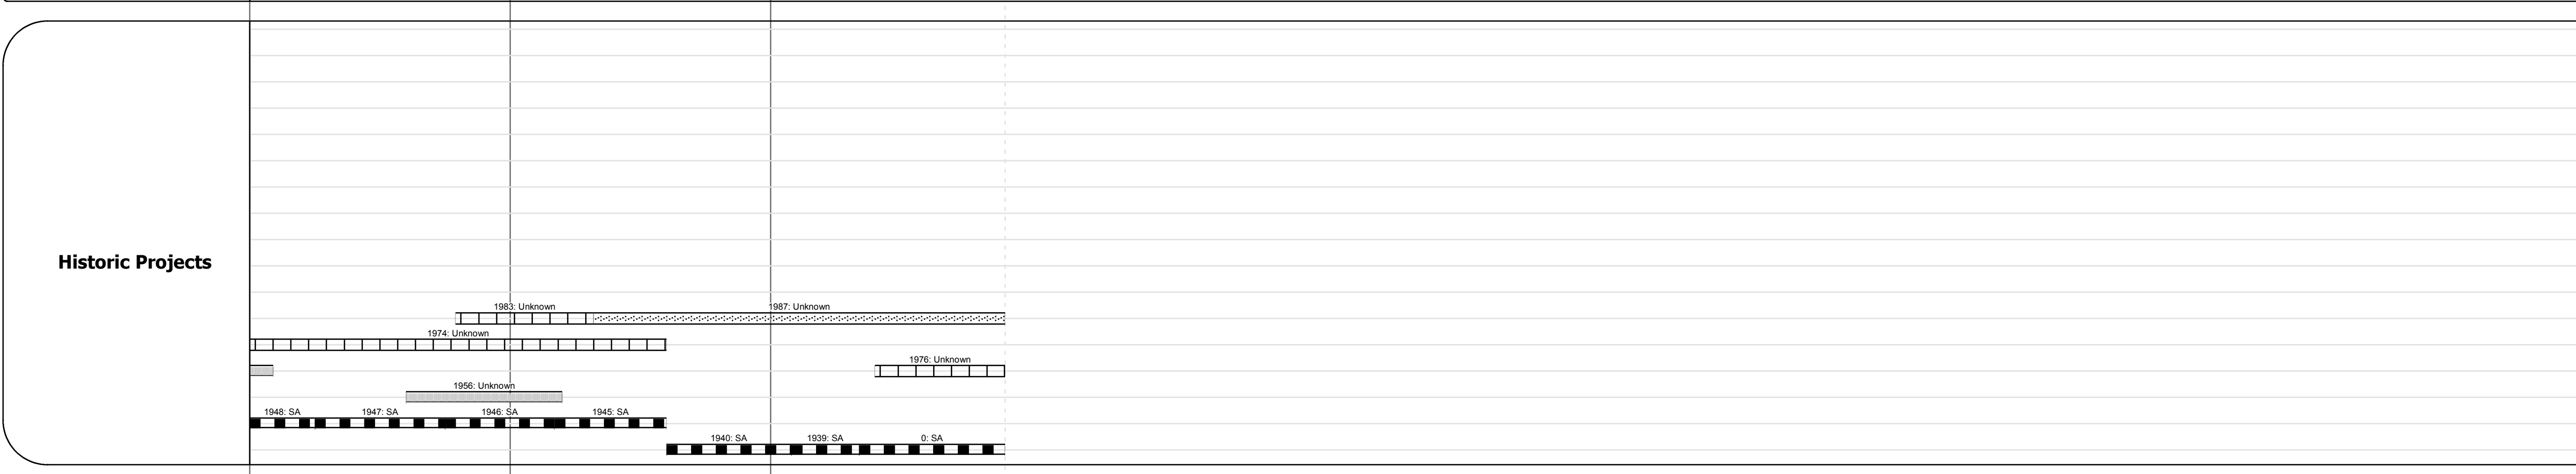 Historic Projects
1983: Unknown
1987: Unknown
1974: Unknown
1976: Unknown
1956: Unknown
1948: SA
1947: SA
1946: SA
1945: SA
1940: SA
1939: SA
0: SA